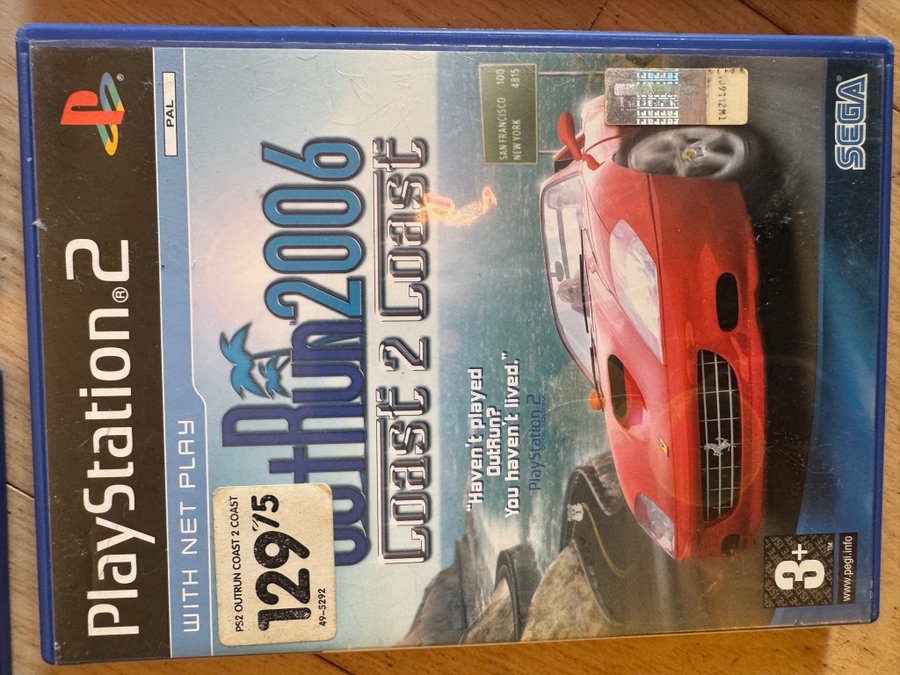 PlayStation®2
PAL
WITH NET PLAY
OutRun2006
Coast 2 Coast
PS2 OUTRUN COAST 2 COAST
129 75
49-5292
SAN FRANCISCO 100
NEW YORK 4815
"Haven't played
OutRun?
You haven't lived."
PlayStation 2
3+
www.pegi.info
SEGA